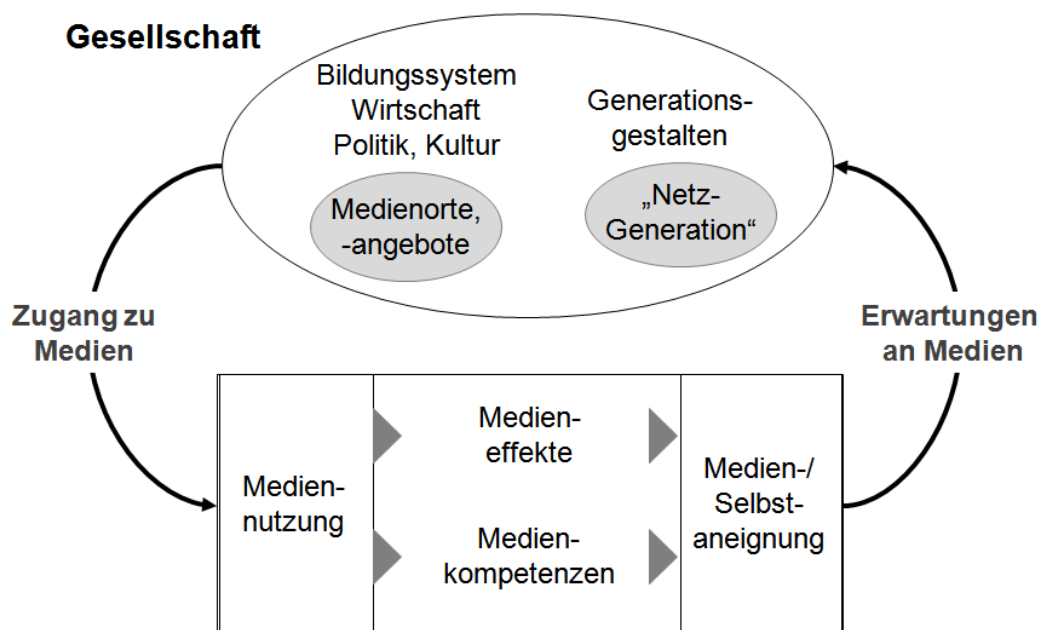 Gesellschaft
Bildungssystem
Wirtschaft
Politik, Kultur
Medienorte,
-angebote
Generations-
gestalten
„Netz-
Generation“
Zugang zu
Medien
Erwartungen
an Medien
Medien-
nutzung
Medien-
effekte
Medien-
kompetenzen
Medien-/
Selbst-
aneignung